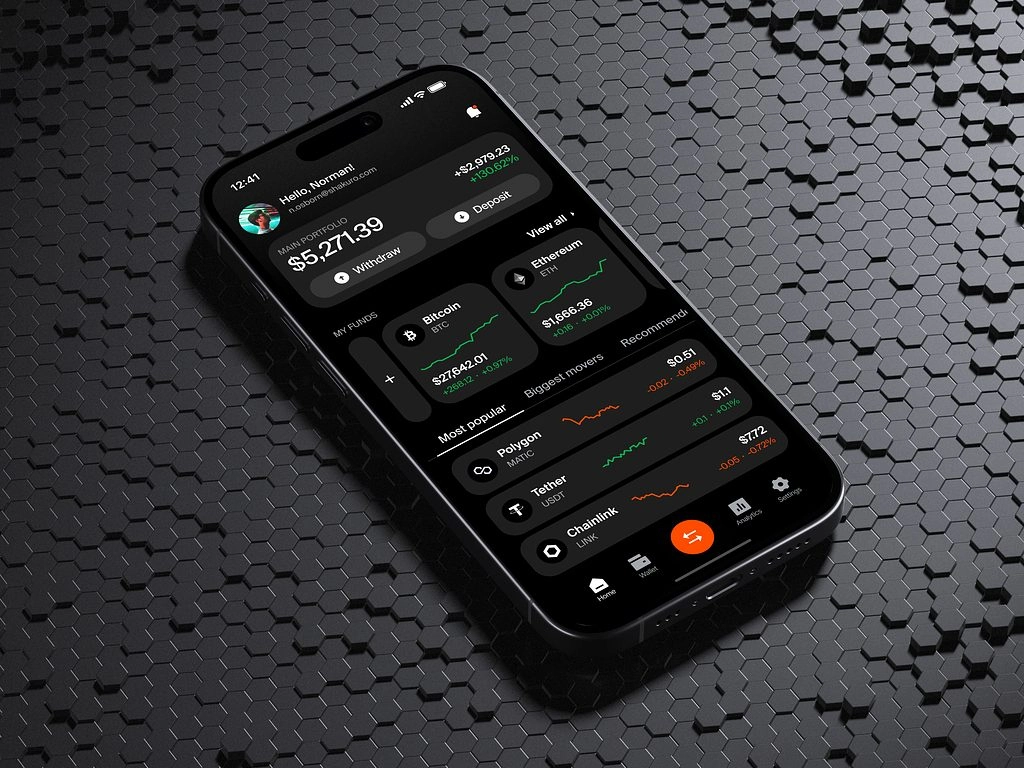 12:41
Hello, Norman!
n.osborn@shakuro.com
MAIN PORTFOLIO
$5,271.39
+$2,979.23
+130.62%
Withdraw
Deposit
MY FUNDS
View all
+
Bitcoin
BTC
$27,642.01
+268.12 · +0.97%
Ethereum
ETH
$1,666.36
+0.16 · +0.01%
Most popular
Biggest movers
Recommend
Polygon
MATIC
$0.51
-0.02 · -0.49%
Tether
USDT
$1.1
+0.1 · +0.1%
Chainlink
LINK
$7.72
-0.05 · -0.72%
Home
Wallet
Analytics
Settings